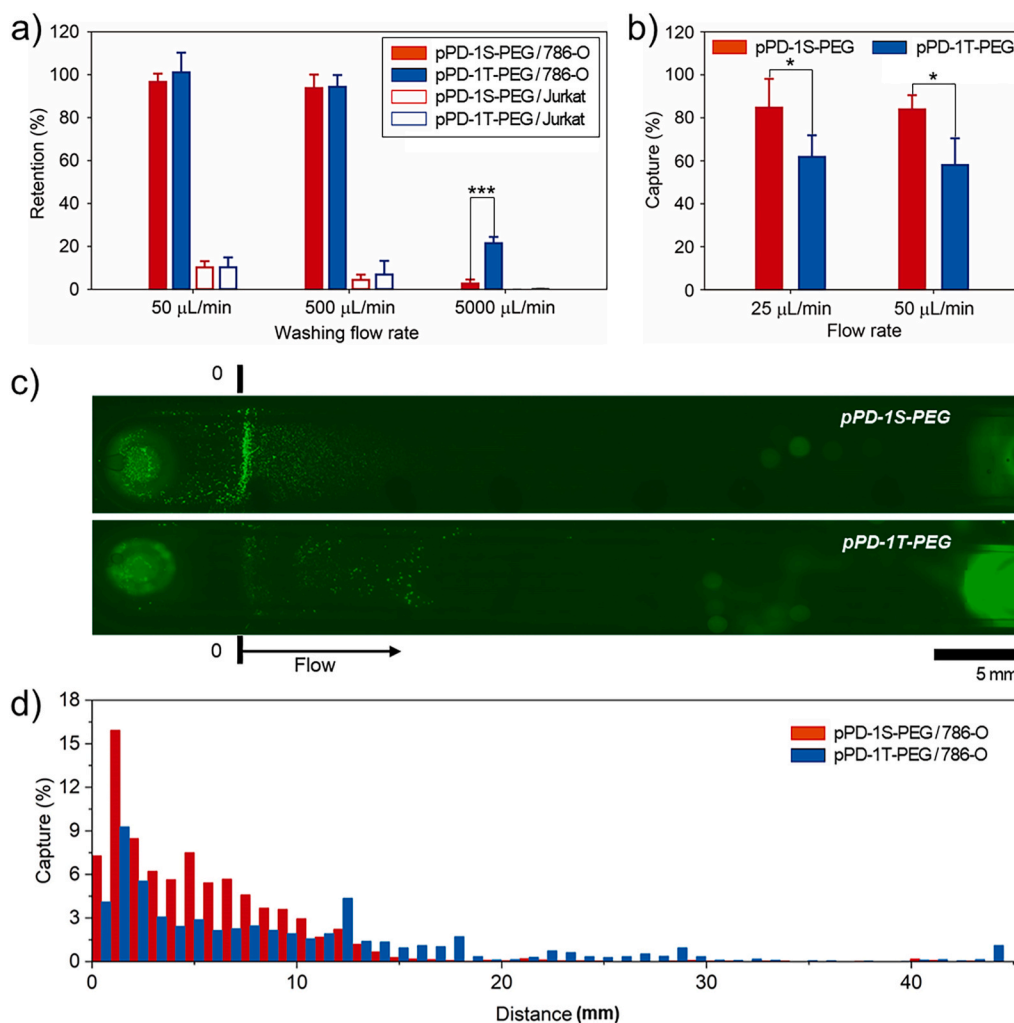 a)
120
100
80
60
40
20
0
Retention (%)
pPD-1S-PEG/786-O
pPD-1T-PEG/786-O
pPD-1S-PEG/Jurkat
pPD-1T-PEG/Jurkat
***
50 μL/min
500 μL/min
5000 μL/min
Washing flow rate
b)
120
100
80
60
40
20
0
Capture (%)
pPD-1S-PEG
pPD-1T-PEG
*
*
25 μL/min
50 μL/min
Flow rate
c)
0
pPD-1S-PEG
pPD-1T-PEG
0
Flow
5 mm
d)
18
15
12
9
6
3
0
Capture (%)
pPD-1S-PEG/786-O
pPD-1T-PEG/786-O
0
10
20
30
40
Distance (mm)